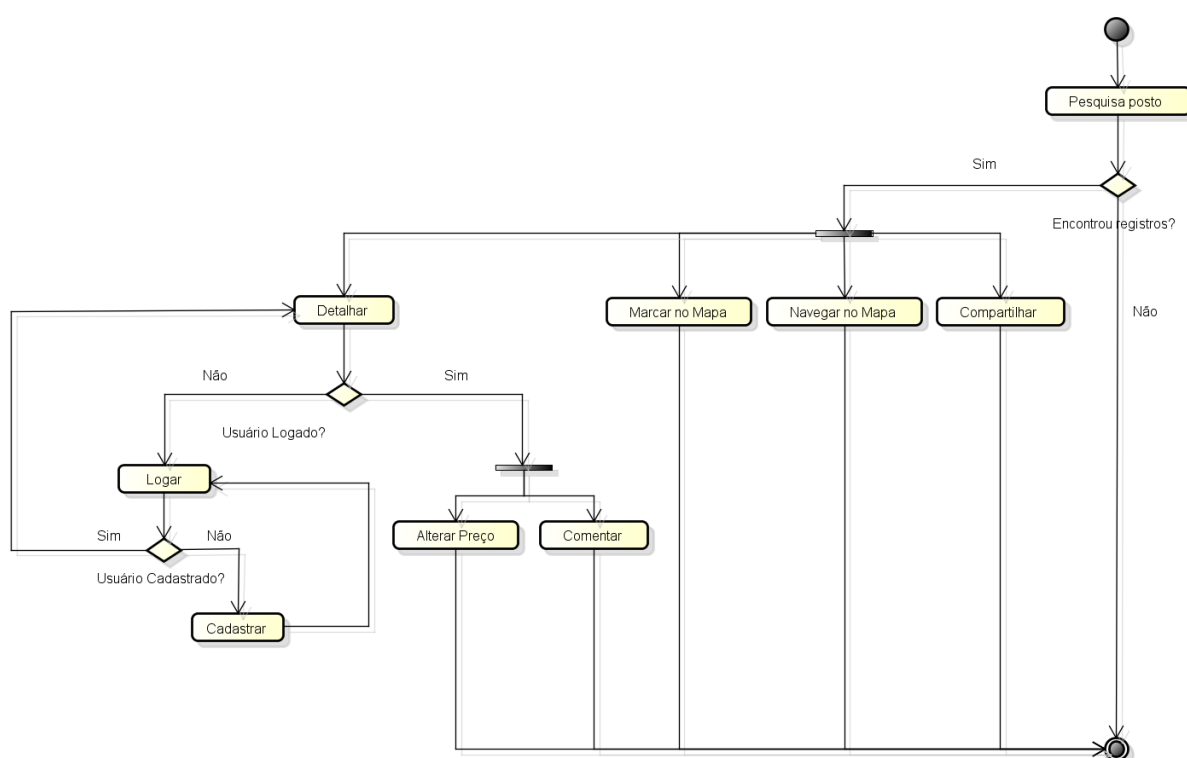 Pesquisa posto
Sim
Encontrou registros?
Detalhar
Marcar no Mapa
Navegar no Mapa
Compartilhar
Não
Não
Sim
Usuário Logado?
Logar
Sim
Não
Alterar Preço
Comentar
Usuário Cadastrado?
Cadastrar